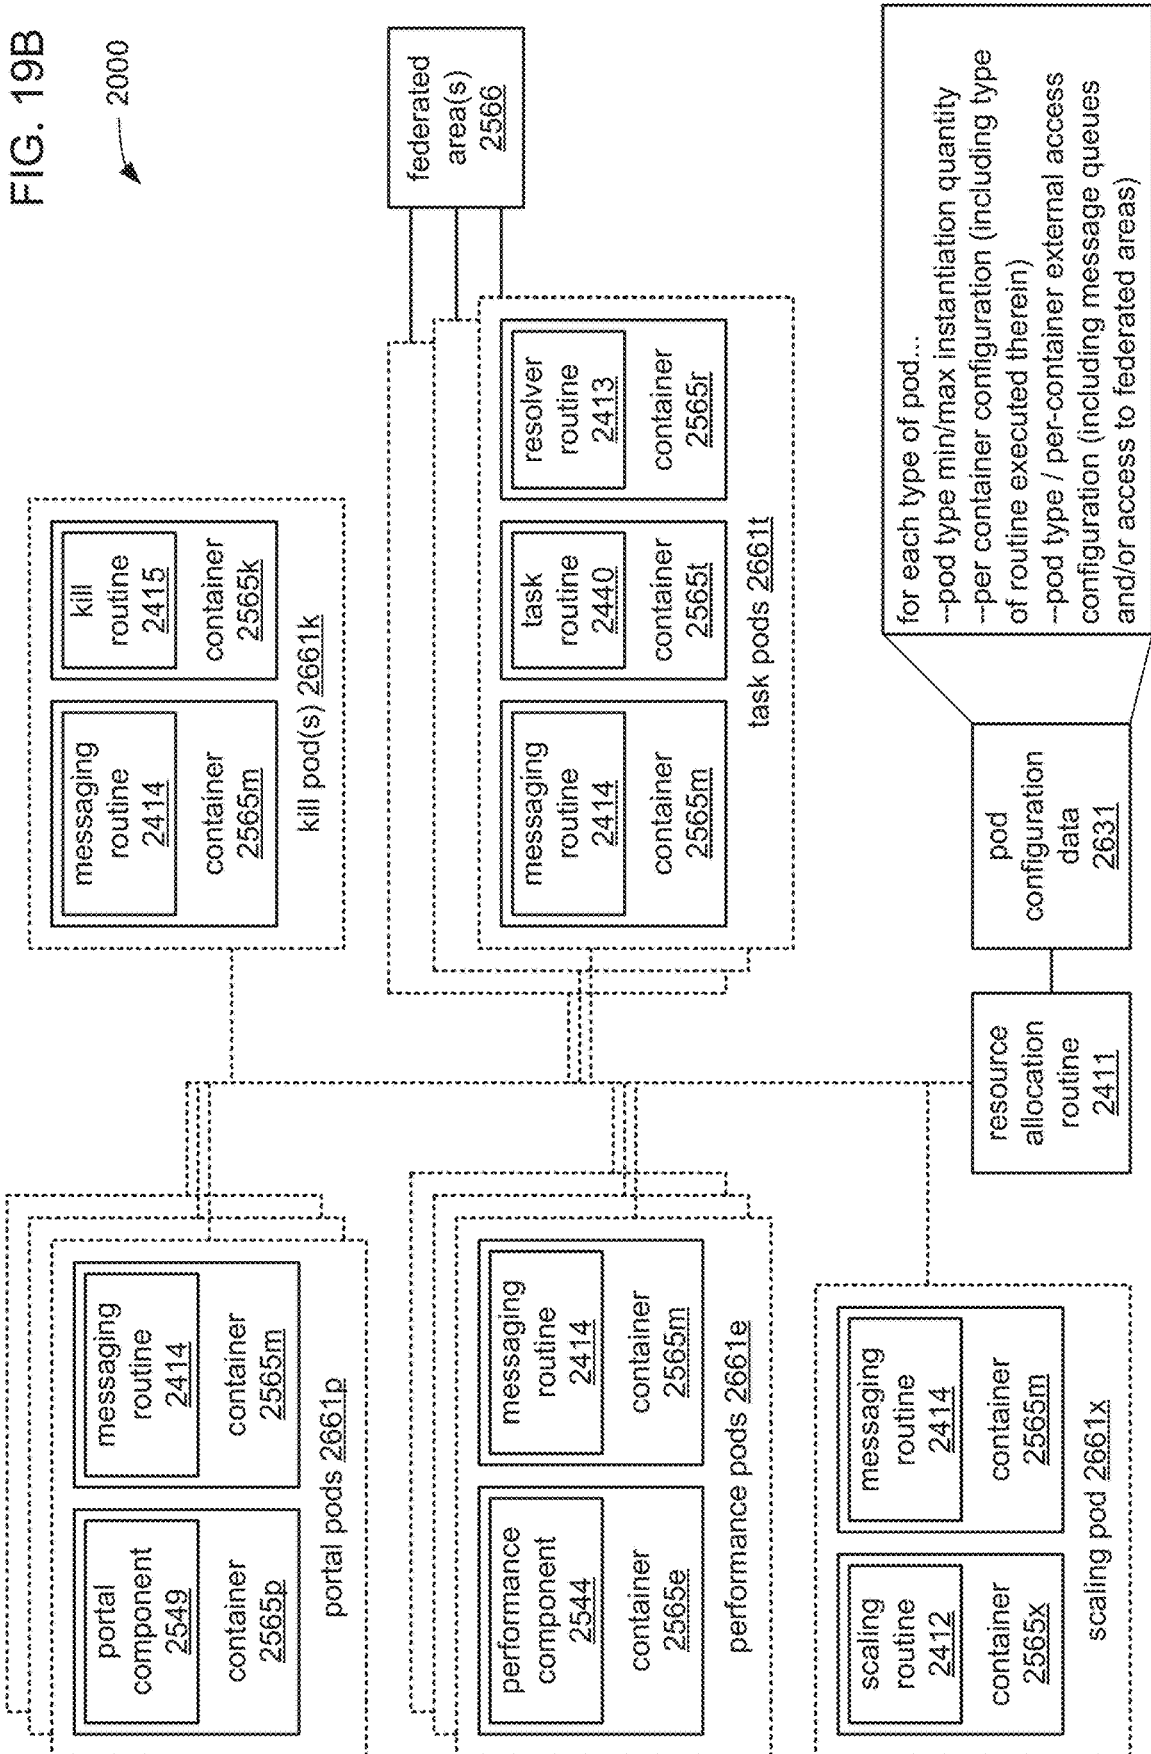 FIG. 19B
2000
portal
component
2549
container
2565p
messaging
routine
2414
container
2565m
portal pods 2661p
messaging
routine
2414
container
2565m
kill
routine
2415
container
2565k
kill pod(s) 2661k
performance
component
2544
container
2565e
messaging
routine
2414
container
2565m
performance pods 2661e
messaging
routine
2414
container
2565m
task
routine
2440
container
2565t
resolver
routine
2413
container
2565r
task pods 2661t
federated
area(s)
2566
scaling
routine
2412
container
2565x
messaging
routine
2414
container
2565m
scaling pod 2661x
resource
allocation
routine
2411
pod
configuration
data
2631
for each type of pod...
--pod type min/max instantiation quantity
--per container configuration (including type
of routine executed therein)
--pod type / per-container external access
configuration (including message queues
and/or access to federated areas)